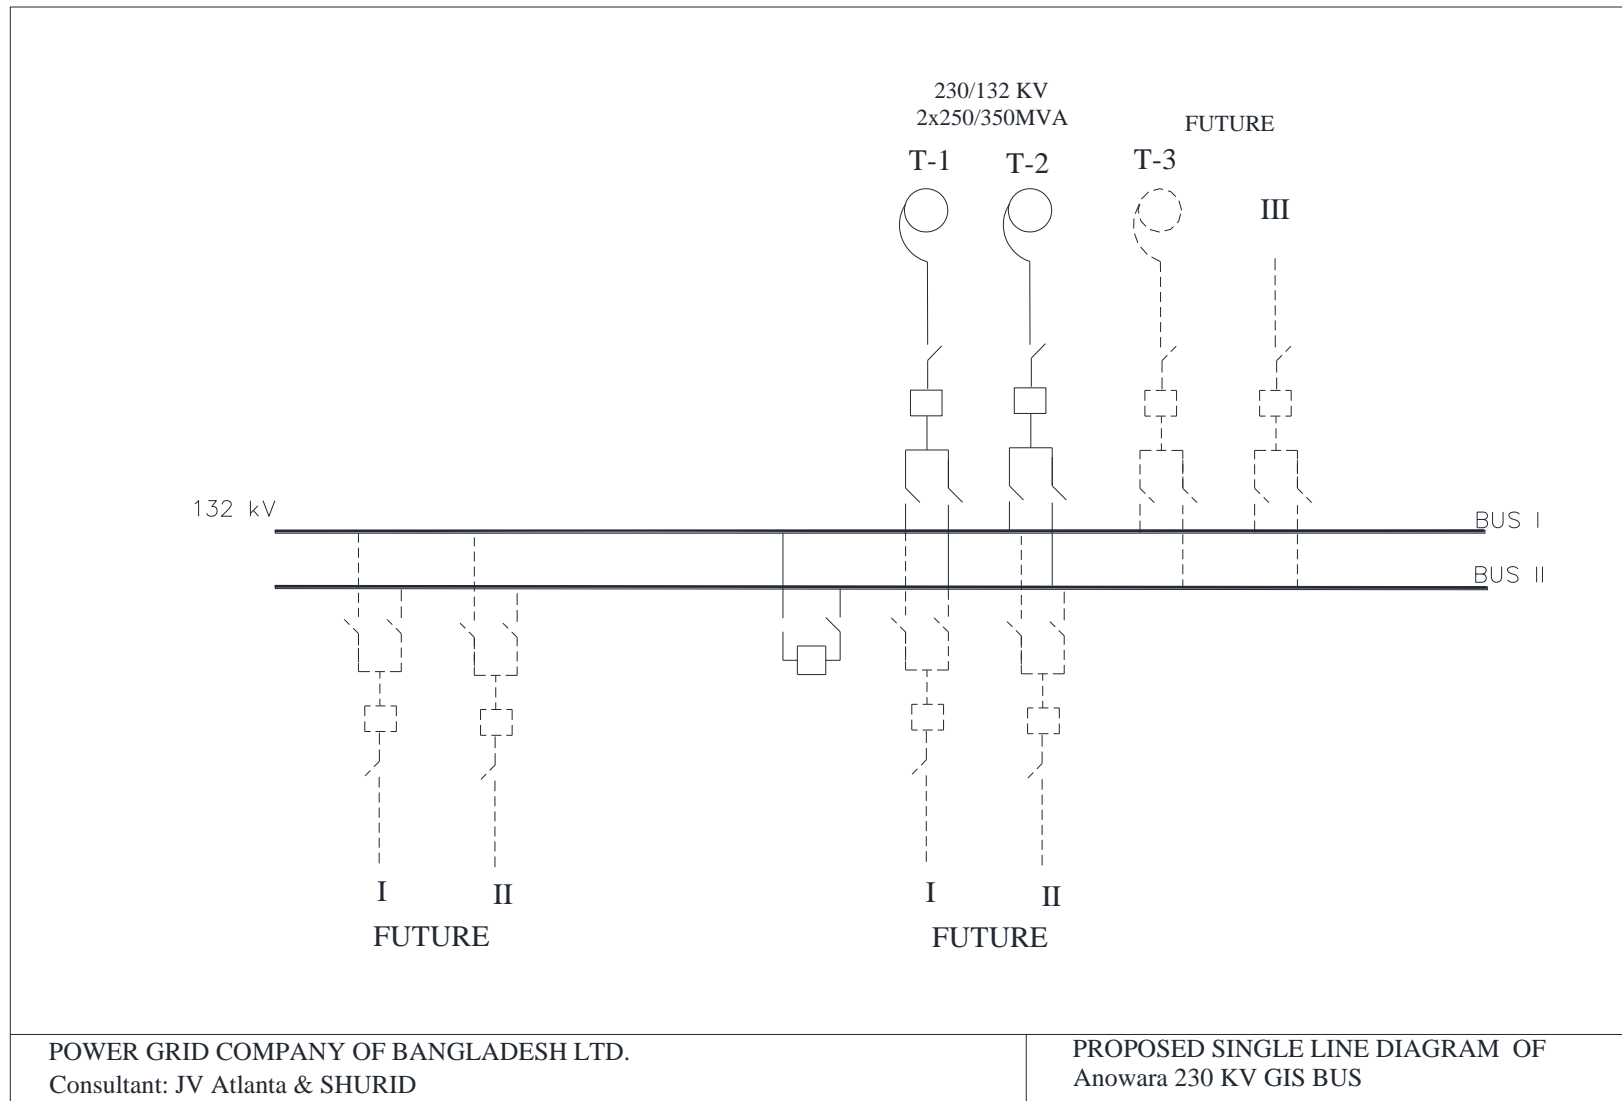 230/132 KV
2x250/350MVA
FUTURE
T-1
T-2
T-3
III
132 kV
BUS I
BUS II
I
II
FUTURE
I
II
FUTURE
POWER GRID COMPANY OF BANGLADESH LTD.
Consultant: JV Atlanta & SHURID
PROPOSED SINGLE LINE DIAGRAM OF
Anowara 230 KV GIS BUS